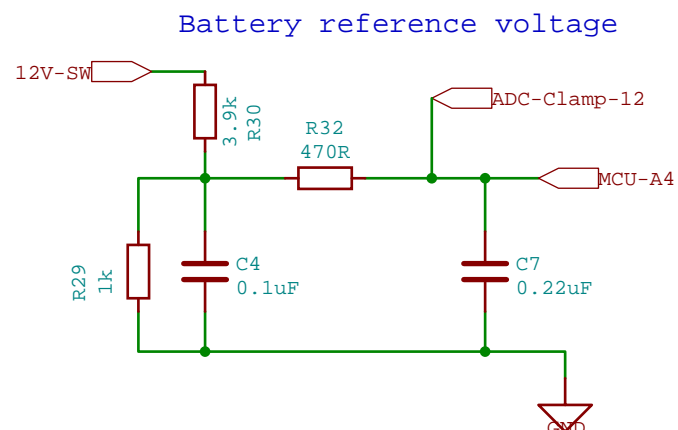 Battery reference voltage
12V-SW
3.9k
R30
R32
470R
ADC-Clamp-12
MCU-A4
R29
1k
C4
0.1uF
C7
0.22uF
GND